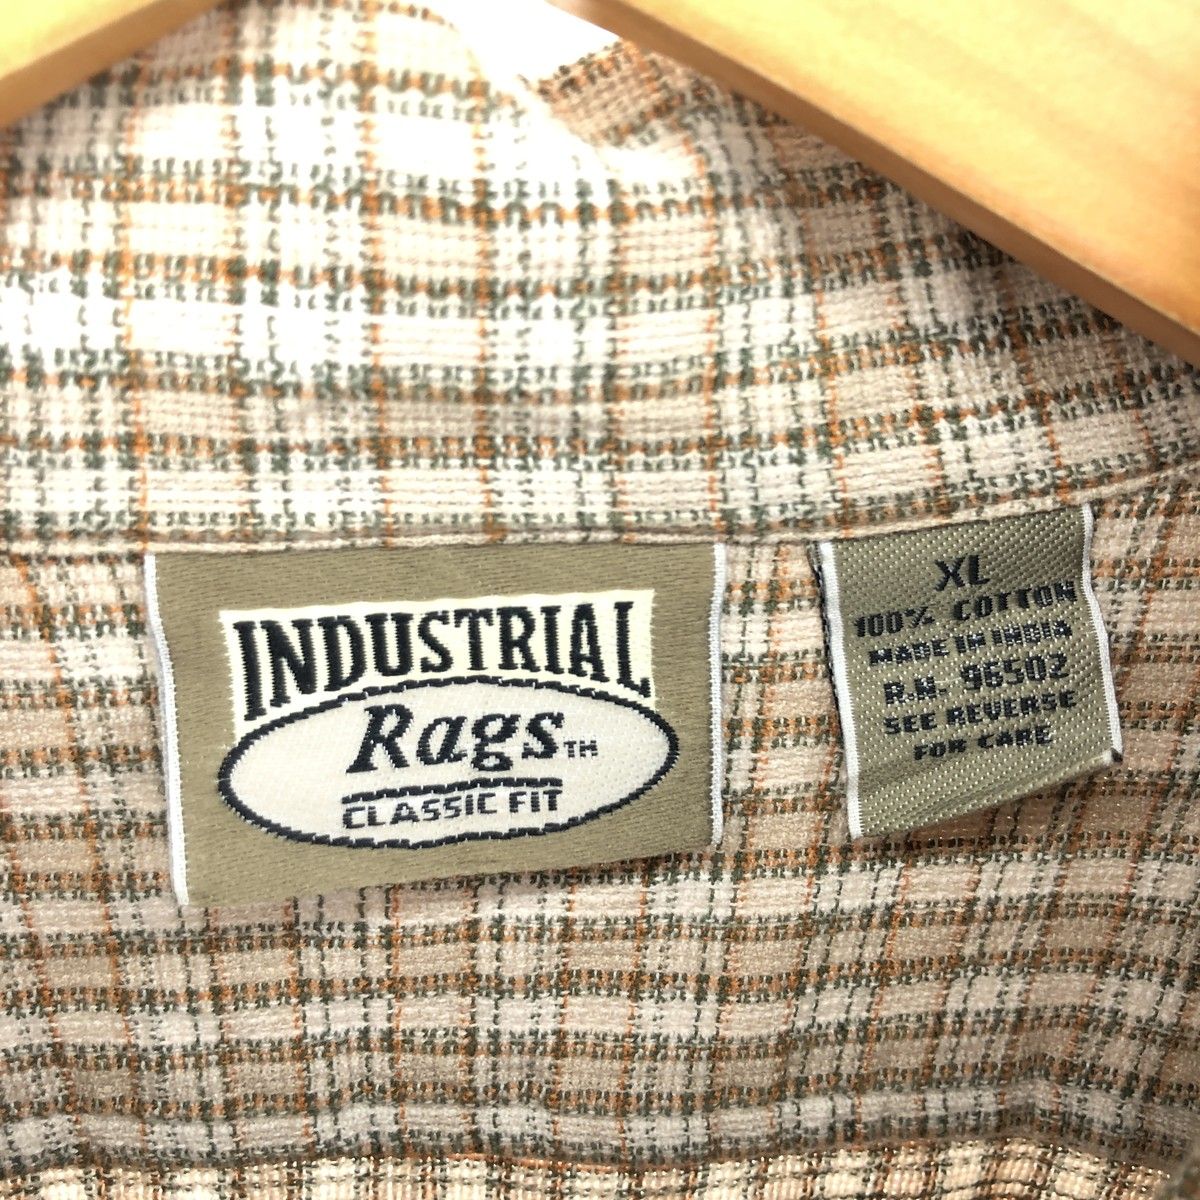 INDUSTRIAL
Rags TM
CLASSIC FIT
XL
100% COTTON
MADE IN INDIA
R.N. 96502
SEE REVERSE
FOR CARE